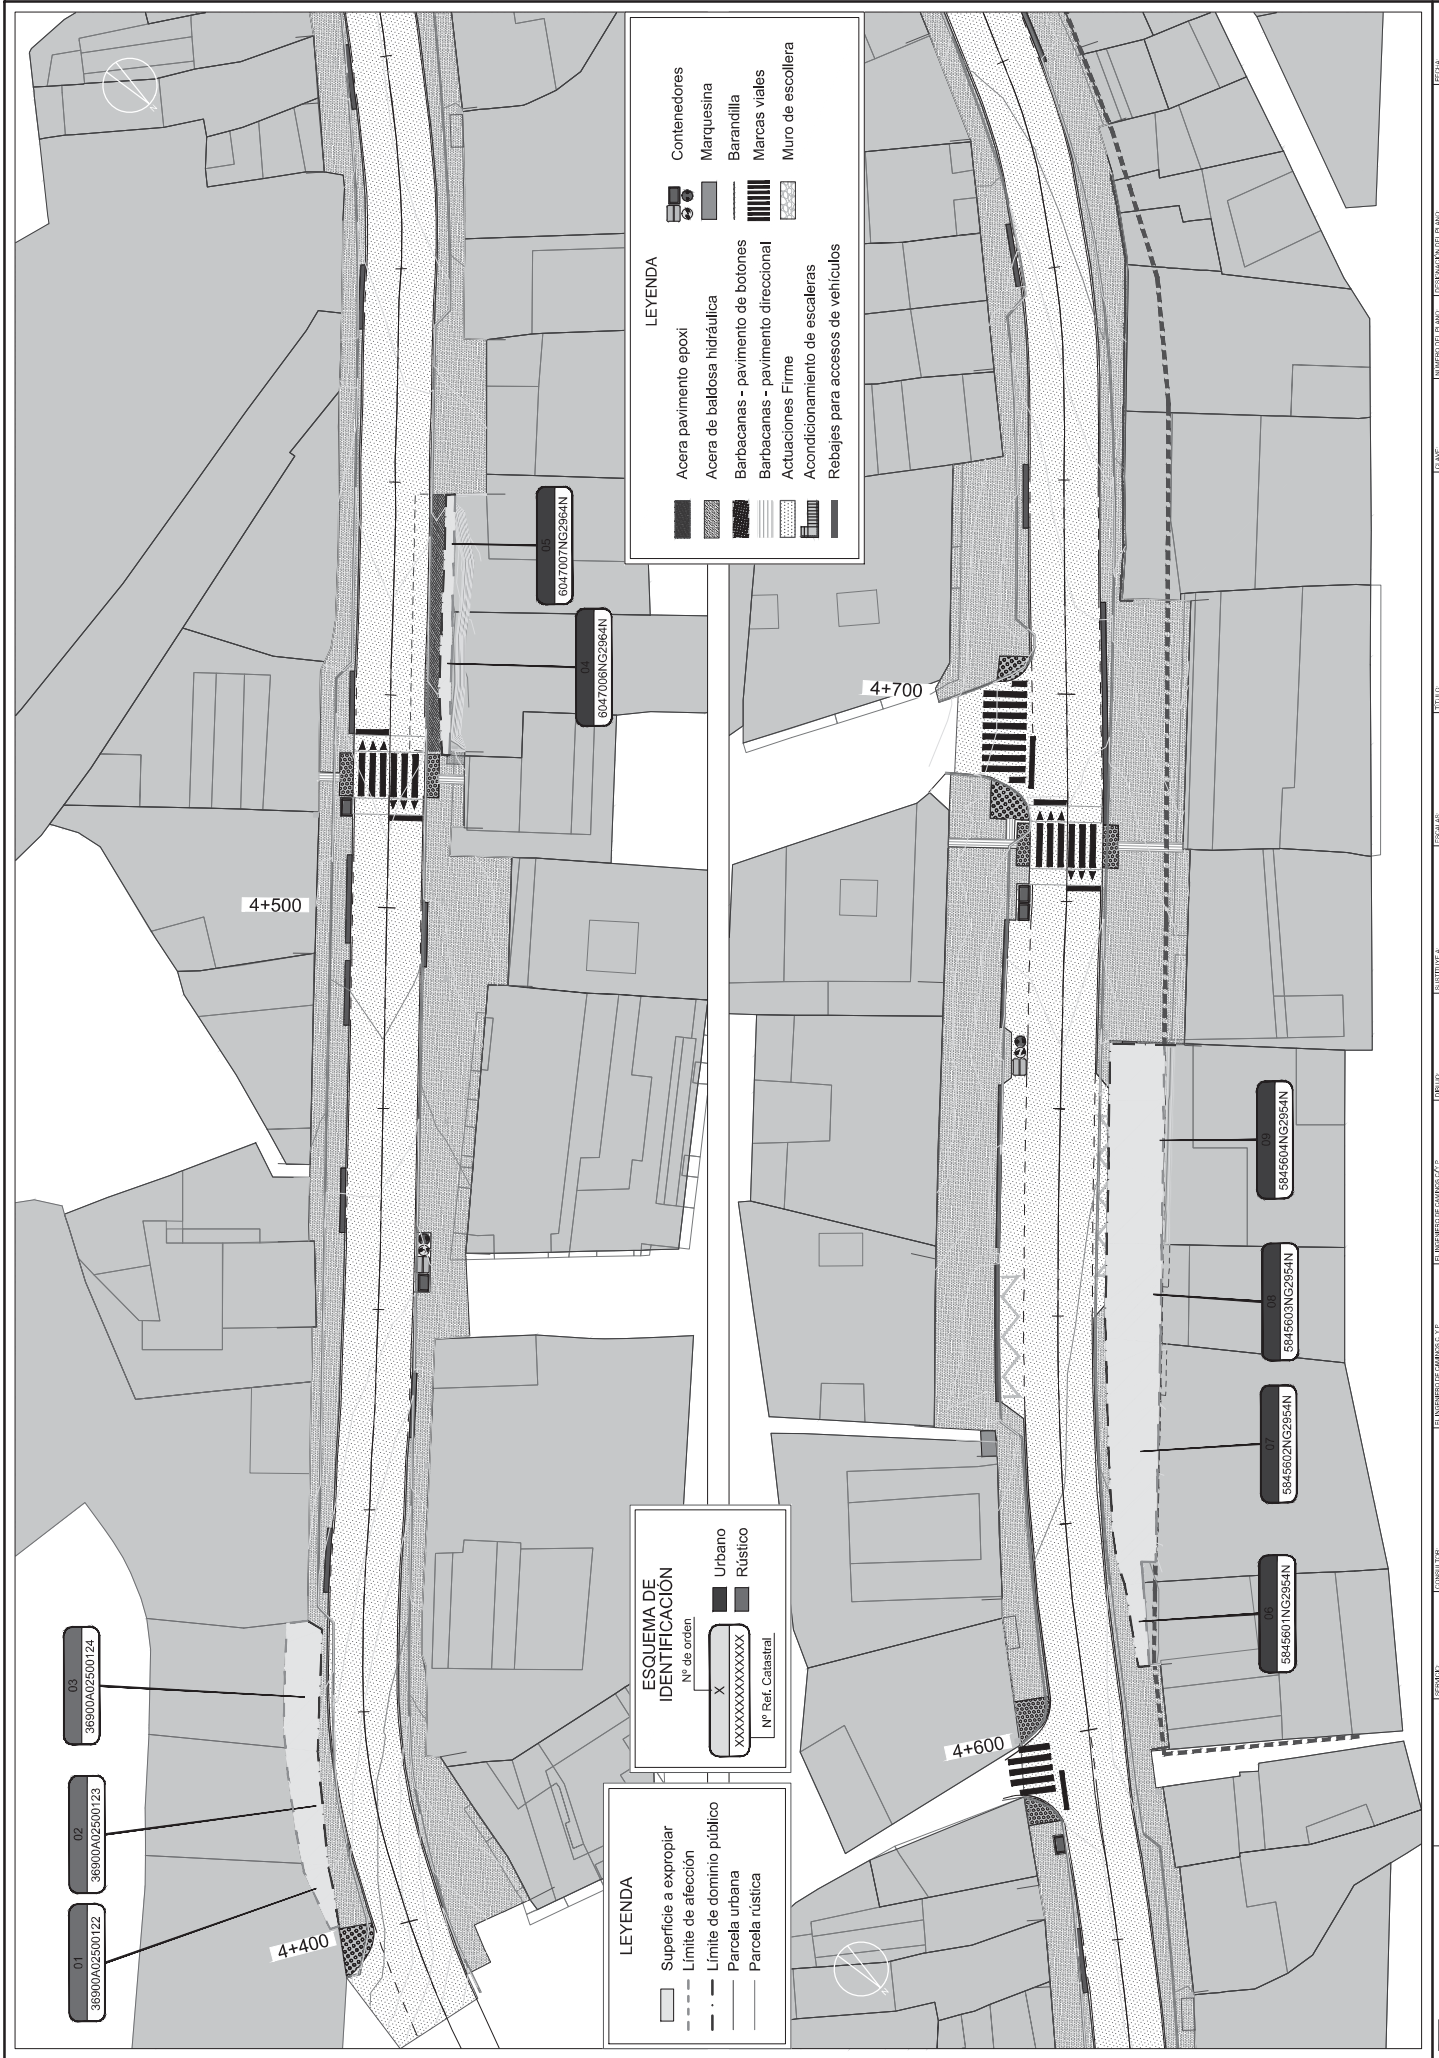 LEYENDA
Acera pavimento epoxi
Acera de baldosa hidráulica
Barbacanas - pavimento de botones
Barbacanas - pavimento direccional
Actuaciones Firme
Acondicionamiento de escaleras
Rebajes para accesos de vehículos
Contenedores
Marquesina
Barandilla
Marcas viales
Muro de escollera
4+400
4+500
01
36900A02500122
02
36900A02500123
03
36900A02500124
04
6047006NG2964N
05
6047007NG2964N
LEYENDA
Superficie a expropiar
Límite de afección
Límite de dominio público
Parcela urbana
Parcela rústica
ESQUEMA DE
IDENTIFICACIÓN
Nº de orden
X
XXXXXXXXXXXXXX
Nº Ref. Catastral
Urbano
Rústico
4+600
4+700
06
5845601NG2954N
07
5845602NG2954N
08
5845603NG2954N
09
5845604NG2954N